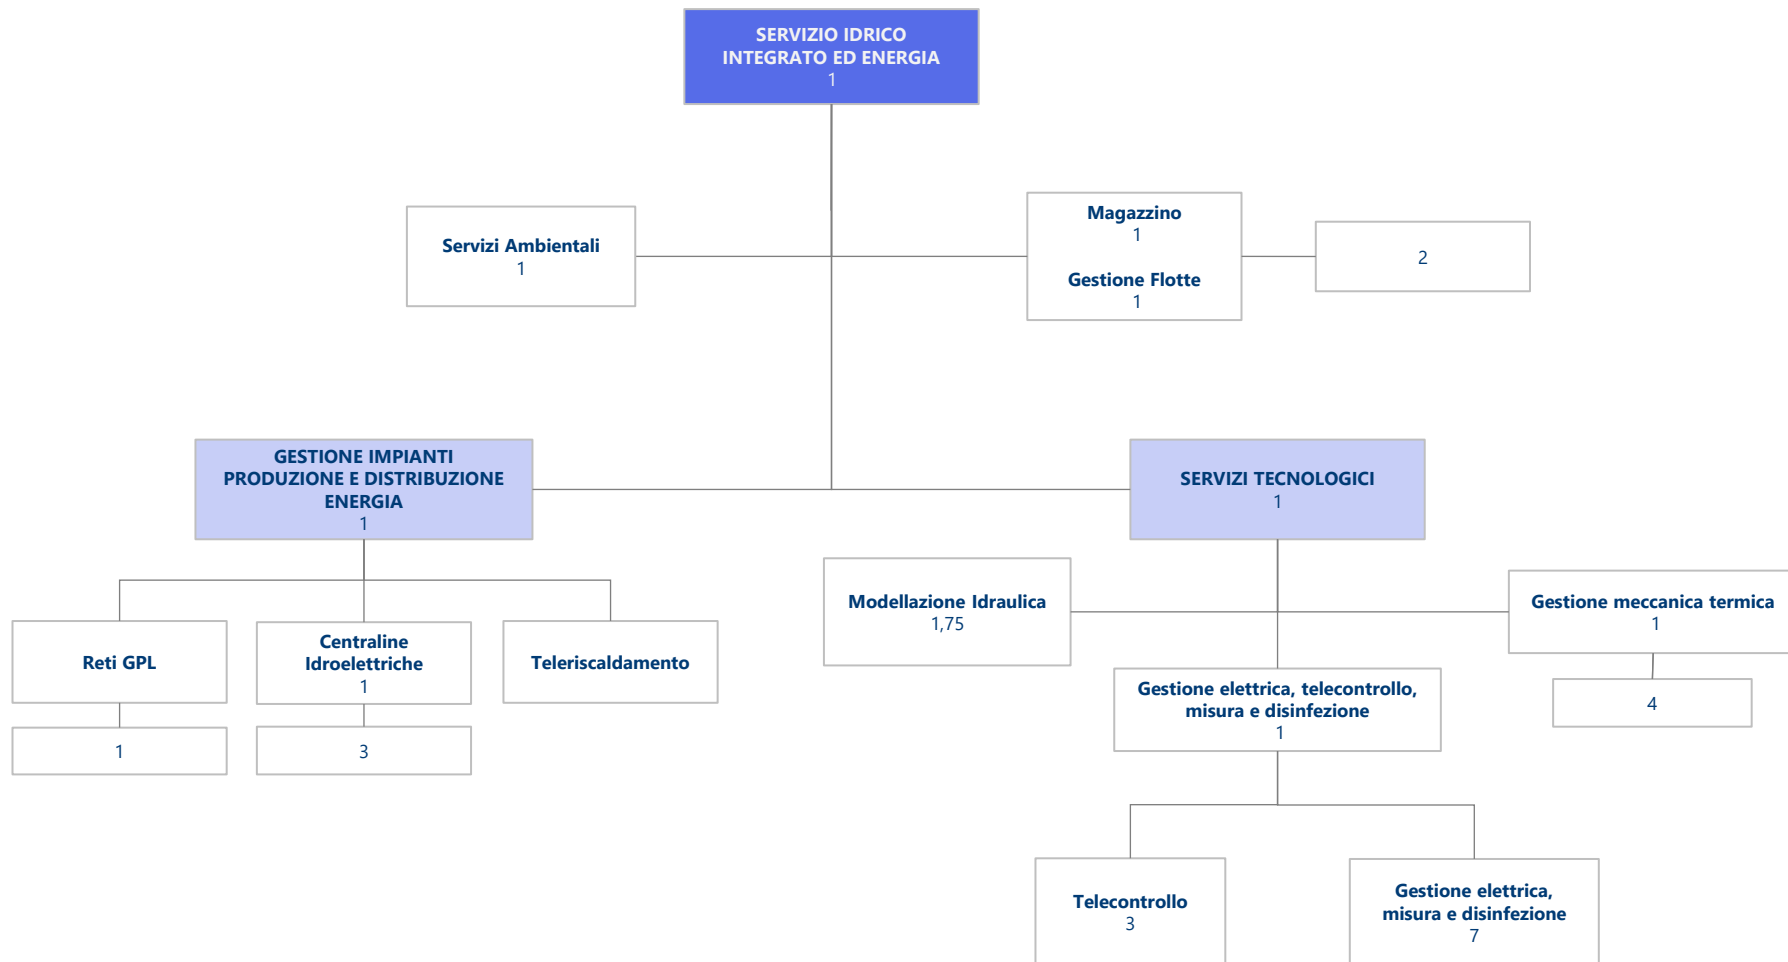 SERVIZIO IDRICO
INTEGRATO ED ENERGIA
1
Servizi Ambientali
1
Magazzino
1
Gestione Flotte
1
2
GESTIONE IMPIANTI
PRODUZIONE E DISTRIBUZIONE
ENERGIA
1
SERVIZI TECNOLOGICI
1
Reti GPL
1
Centraline
Idroelettriche
1
3
Teleriscaldamento
Modellazione Idraulica
1,75
Gestione meccanica termica
1
4
Gestione elettrica, telecontrollo,
misura e disinfezione
1
Telecontrollo
3
Gestione elettrica,
misura e disinfezione
7